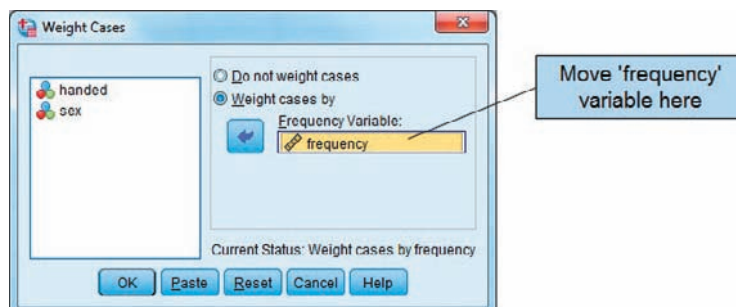 Weight Cases
handed
sex
Do not weight cases
Weight cases by
Frequency Variable:
frequency
Current Status: Weight cases by frequency
OK Paste Reset Cancel Help
Move 'frequency'
variable here